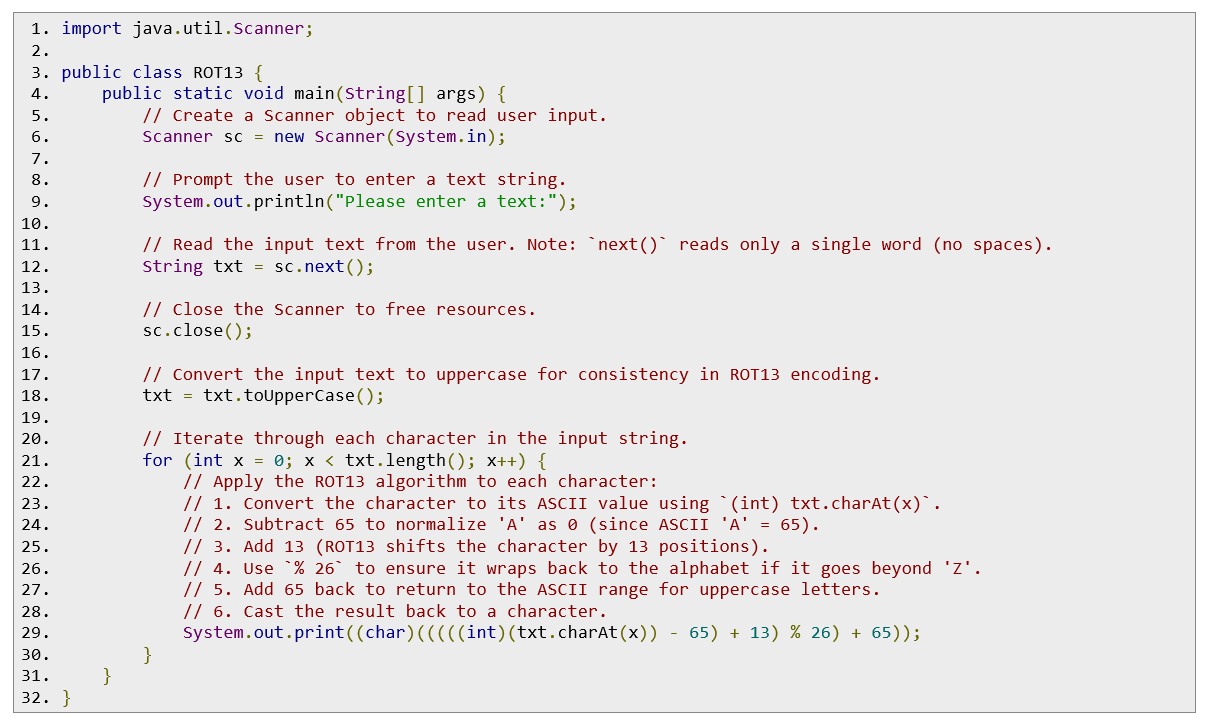 1. import java.util.Scanner;
2.
3. public class ROT13 {
4.     public static void main(String[] args) {
5.         // Create a Scanner object to read user input.
6.         Scanner sc = new Scanner(System.in);
7.
8.         // Prompt the user to enter a text string.
9.         System.out.println("Please enter a text:");
10.
11.         // Read the input text from the user. Note: `next()` reads only a single word (no spaces).
12.         String txt = sc.next();
13.
14.         // Close the Scanner to free resources.
15.         sc.close();
16.
17.         // Convert the input text to uppercase for consistency in ROT13 encoding.
18.         txt = txt.toUpperCase();
19.
20.         // Iterate through each character in the input string.
21.         for (int x = 0; x < txt.length(); x++) {
22.             // Apply the ROT13 algorithm to each character:
23.             // 1. Convert the character to its ASCII value using `(int) txt.charAt(x)`.
24.             // 2. Subtract 65 to normalize 'A' as 0 (since ASCII 'A' = 65).
25.             // 3. Add 13 (ROT13 shifts the character by 13 positions).
26.             // 4. Use `% 26` to ensure it wraps back to the alphabet if it goes beyond 'Z'.
27.             // 5. Add 65 back to return to the ASCII range for uppercase letters.
28.             // 6. Cast the result back to a character.
29.             System.out.print((char)(((((int)(txt.charAt(x)) - 65) + 13) % 26) + 65));
30.         }
31.     }
32. }